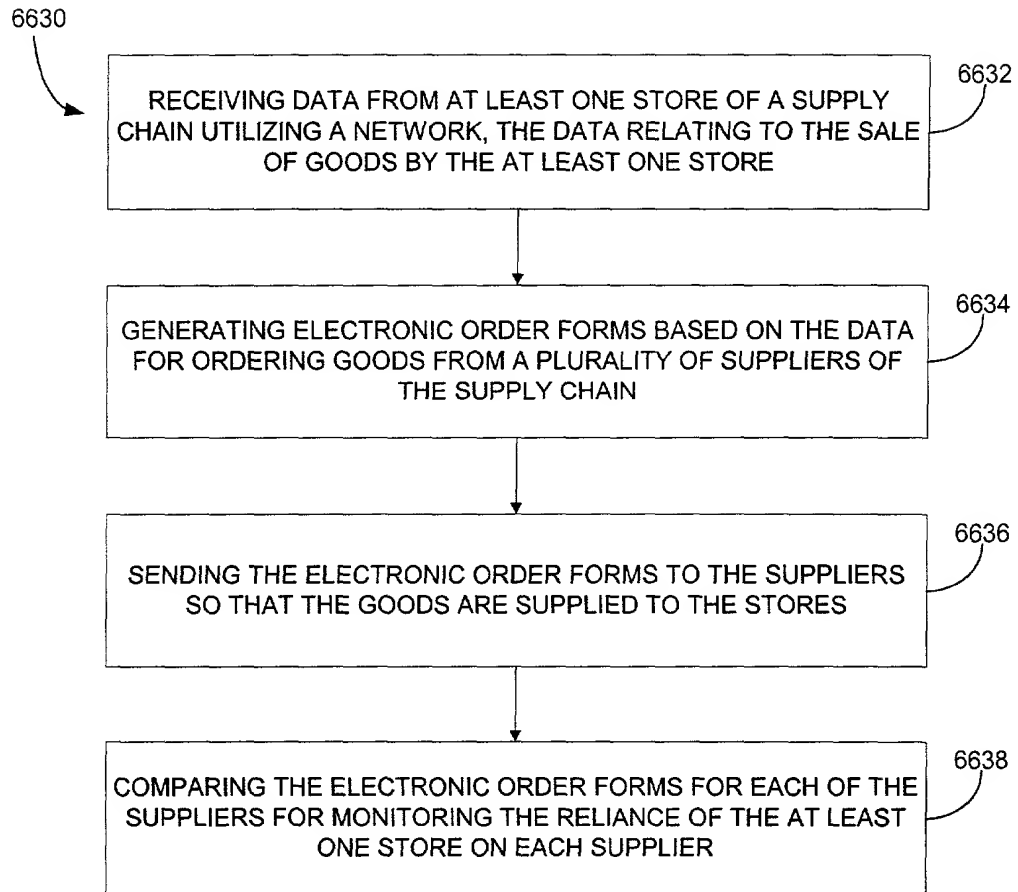 6630
6632
RECEIVING DATA FROM AT LEAST ONE STORE OF A SUPPLY
CHAIN UTILIZING A NETWORK, THE DATA RELATING TO THE SALE
OF GOODS BY THE AT LEAST ONE STORE
6634
GENERATING ELECTRONIC ORDER FORMS BASED ON THE DATA
FOR ORDERING GOODS FROM A PLURALITY OF SUPPLIERS OF
THE SUPPLY CHAIN
6636
SENDING THE ELECTRONIC ORDER FORMS TO THE SUPPLIERS
SO THAT THE GOODS ARE SUPPLIED TO THE STORES
6638
COMPARING THE ELECTRONIC ORDER FORMS FOR EACH OF THE
SUPPLIERS FOR MONITORING THE RELIANCE OF THE AT LEAST
ONE STORE ON EACH SUPPLIER